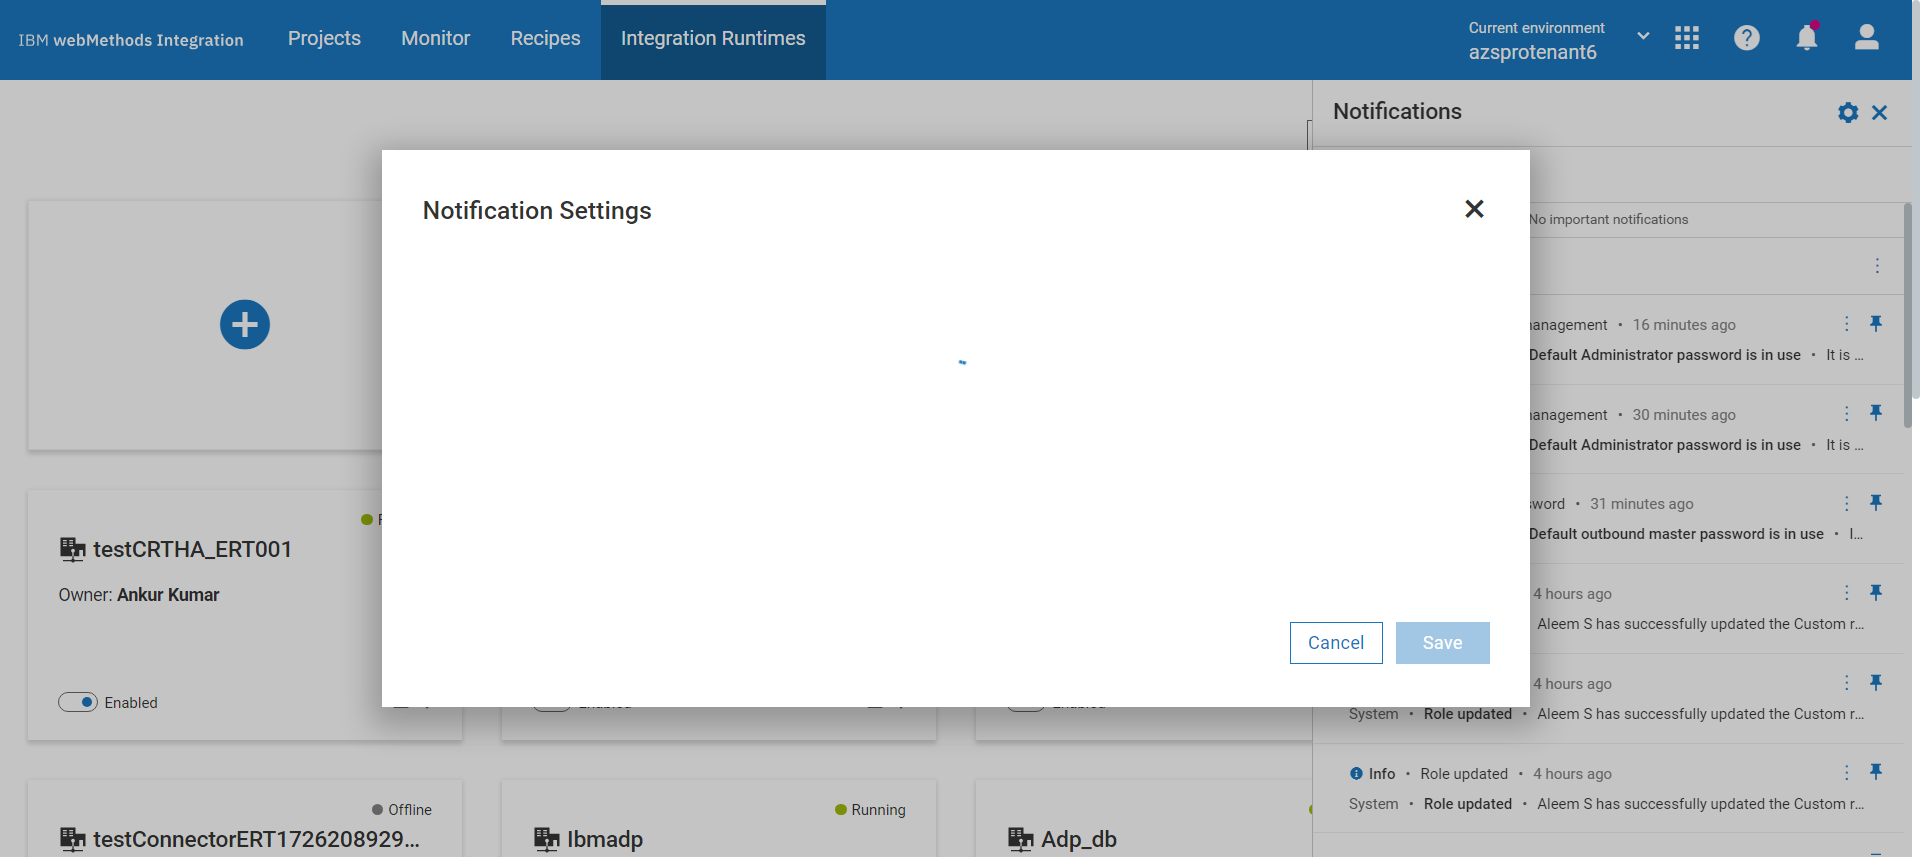 IBM webMethods Integration
Projects
Monitor
Recipes
Integration Runtimes
Current environment
azsprotenant6
Notifications
Notification Settings
No important notifications
anagement • 16 minutes ago
Default Administrator password is in use • It is ...
anagement • 30 minutes ago
Default Administrator password is in use • It is ...
sword • 31 minutes ago
Default outbound master password is in use • I...
4 hours ago
Aleem S has successfully updated the Custom r...
4 hours ago
System • Role updated • Aleem S has successfully updated the Custom r...
Info • Role updated • 4 hours ago
System • Role updated • Aleem S has successfully updated the Custom r...
Cancel
Save
testCRTHA_ERT001
Owner: Ankur Kumar
Enabled
Enabled
Enabled
Offline
testConnectorERT1726208929...
Running
Ibmadp
Adp_db